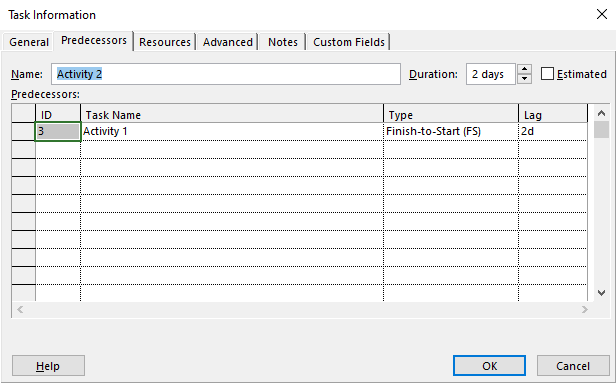 Task Information
General Predecessors Resources Advanced Notes Custom Fields
Name: Activity 2 Duration: 2 days Estimated
Predecessors:
ID Task Name Type Lag
3 Activity 1 Finish-to-Start (FS) 2d
Help OK Cancel